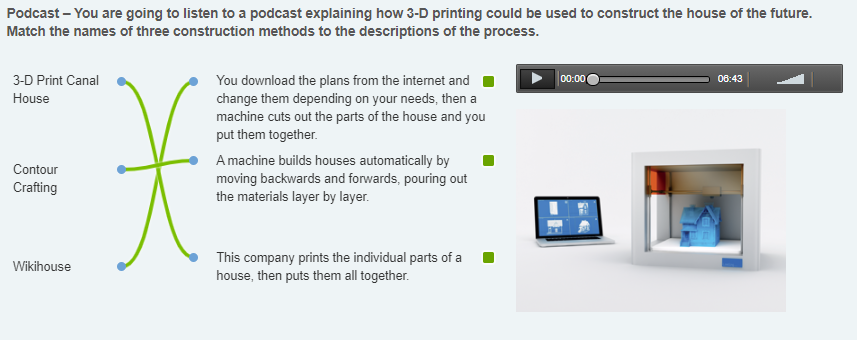 Podcast – You are going to listen to a podcast explaining how 3-D printing could be used to construct the house of the future.
Match the names of three construction methods to the descriptions of the process.
3-D Print Canal
House
You download the plans from the internet and
change them depending on your needs, then a
machine cuts out the parts of the house and you
put them together.
00:00
06:43
Contour
Crafting
A machine builds houses automatically by
moving backwards and forwards, pouring out
the materials layer by layer.
Wikihouse
This company prints the individual parts of a
house, then puts them all together.